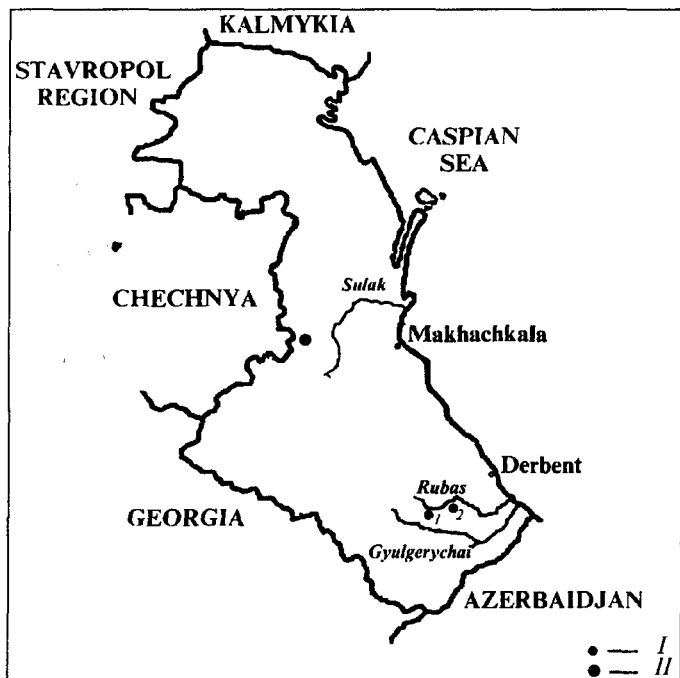 KALMYKIA
STAVROPOL
REGION
CASPIAN
SEA
Sulak
CHECHNYA
Makhachkala
Derbent
Rubas
1 2
GEORGIA
Gyulgerychai
AZERBAIDJAN
— I
— II